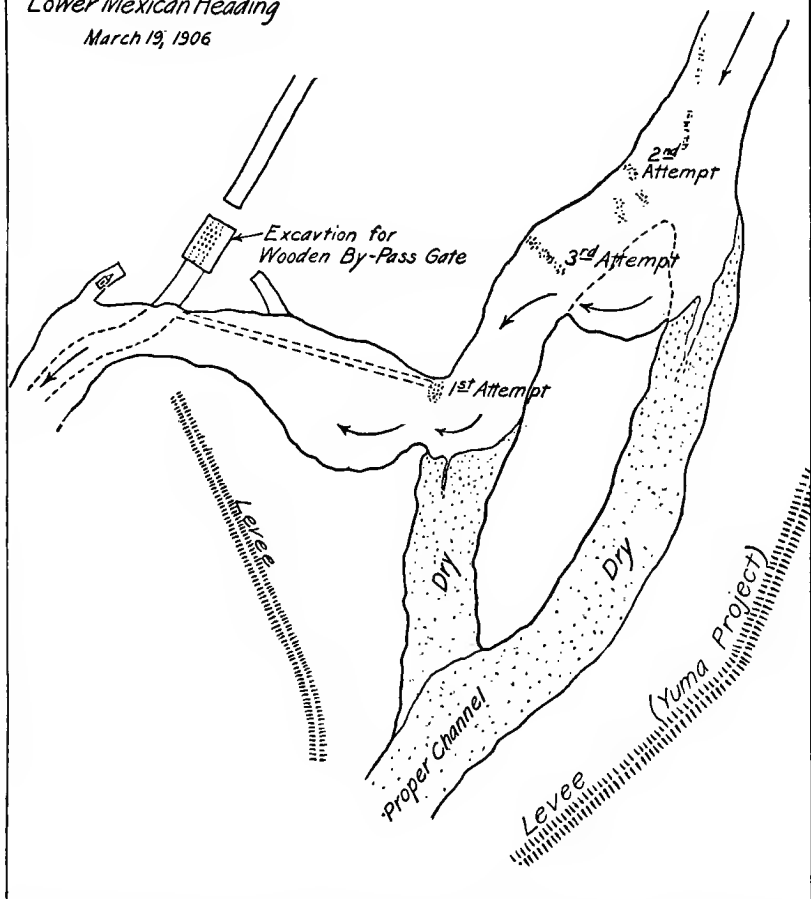 Lower Mexican Heading
March 19, 1906
2nd
Attempt
Excavtion for
Wooden By-Pass Gate
3rd Attempt
1st Attempt
Levee
Dry
Dry
(Yuma Project)
Proper Channel
Levee